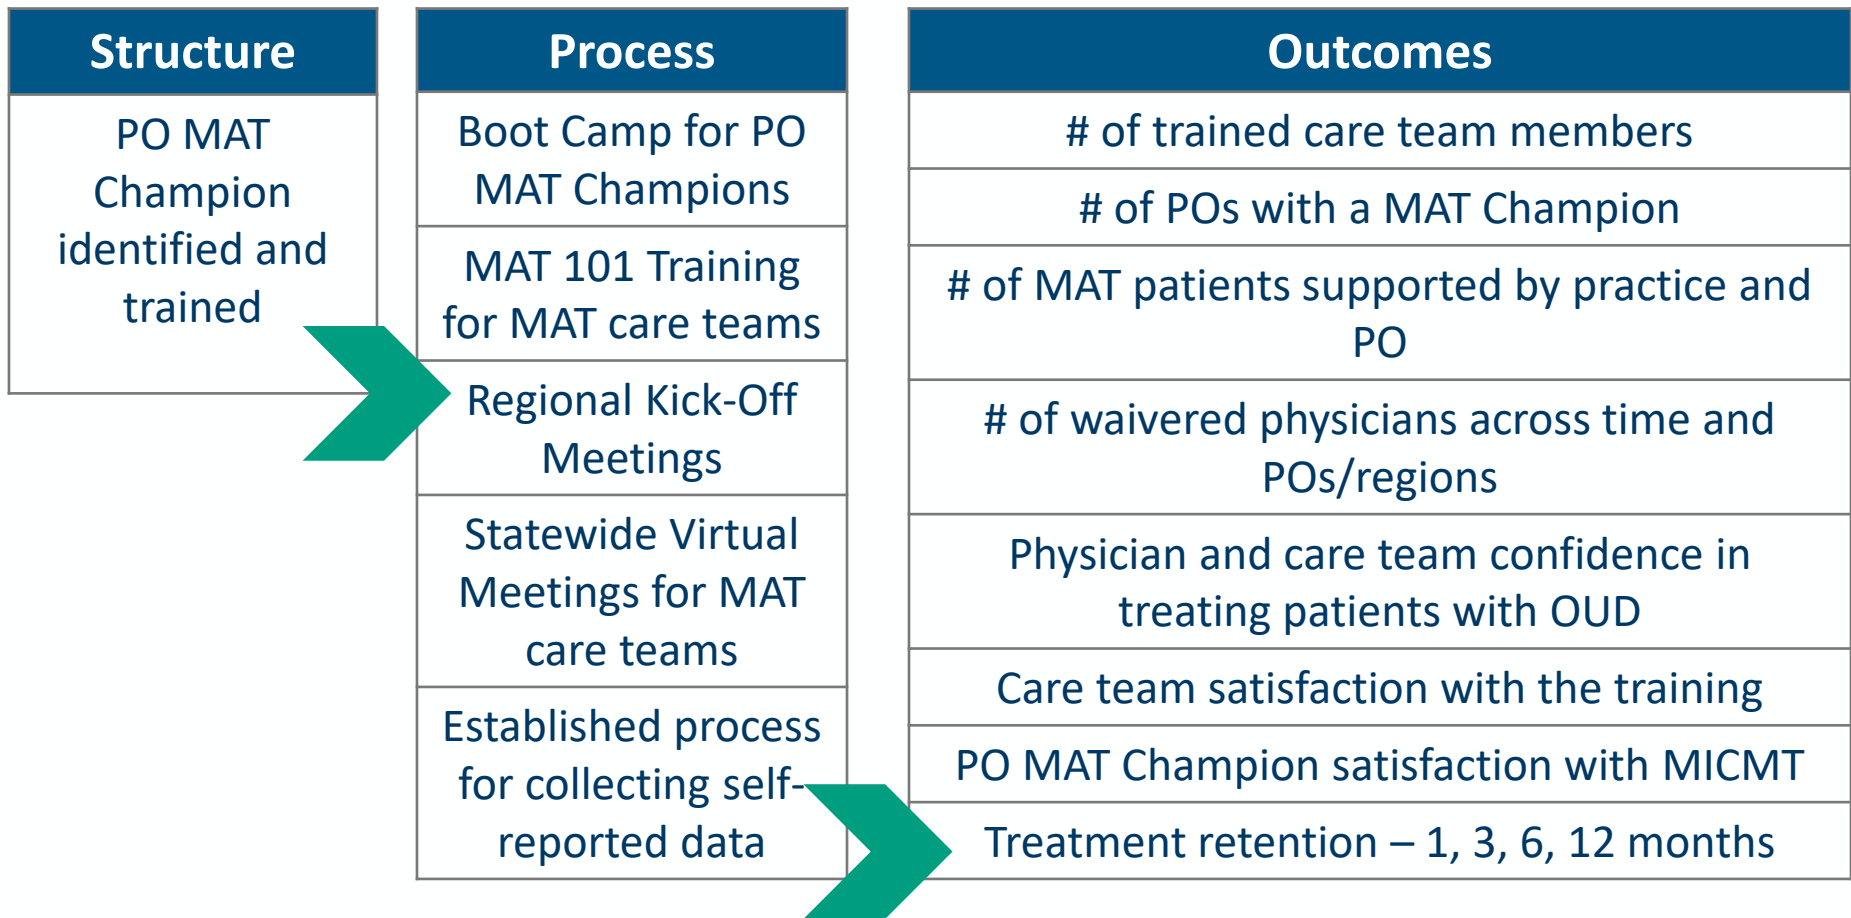 Structure
PO MAT
Champion
identified and
trained
Process
Boot Camp for PO
MAT Champions
MAT 101 Training
for MAT care teams
Regional Kick-Off
Meetings
Statewide Virtual
Meetings for MAT
care teams
Established process
for collecting self-
reported data
Outcomes
# of trained care team members
# of POs with a MAT Champion
# of MAT patients supported by practice and
PO
# of waivered physicians across time and
POs/regions
Physician and care team confidence in
treating patients with OUD
Care team satisfaction with the training
PO MAT Champion satisfaction with MICMT
Treatment retention – 1, 3, 6, 12 months